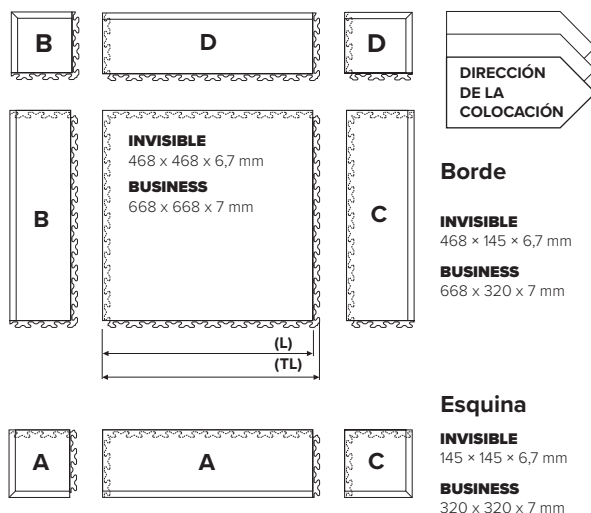 B
D
D
DIRECCIÓN
DE LA
COLOCACIÓN
INVISIBLE
468 x 468 x 6,7 mm
BUSINESS
668 x 668 x 7 mm
B
C
Borde
INVISIBLE
468 × 145 × 6,7 mm
BUSINESS
668 x 320 x 7 mm
(L)
(TL)
A
A
C
Esquina
INVISIBLE
145 × 145 × 6,7 mm
BUSINESS
320 x 320 x 7 mm